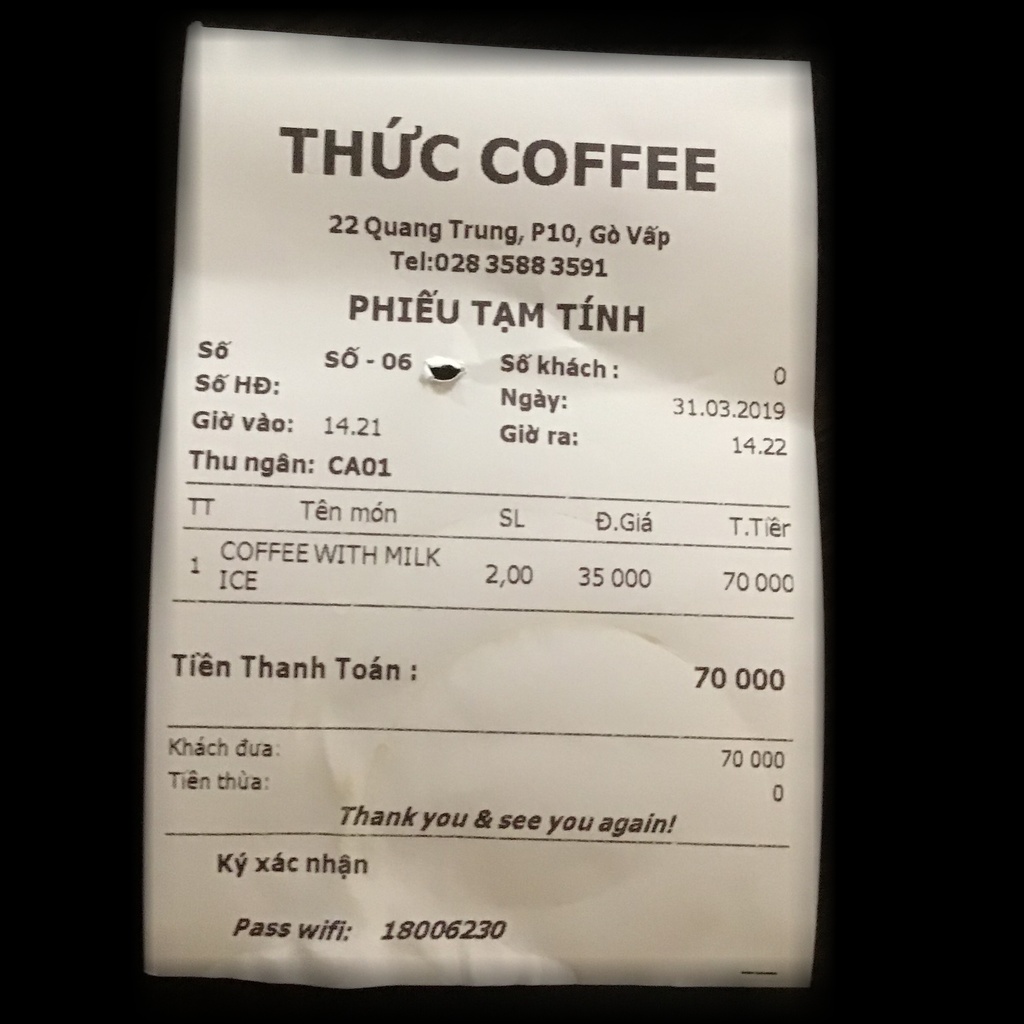 THỨC COFFEE
22 Quang Trung, P10, Gò Vấp
Tel:028 3588 3591
PHIẾU TẠM TÍNH
Số SỐ - 06 Số khách : 0
Số HĐ: Ngày: 31.03.2019
Giờ vào: 14.21 Giờ ra: 14.22
Thu ngân: CA01
TT Tên món SL Đ.Giá T.Tiền
1 COFFEE WITH MILK 2,00 35 000 70 000
ICE
Tiền Thanh Toán : 70 000
Khách đưa: 70 000
Tiền thừa: 0
Thank you & see you again!
Ký xác nhận
Pass wifi: 18006230